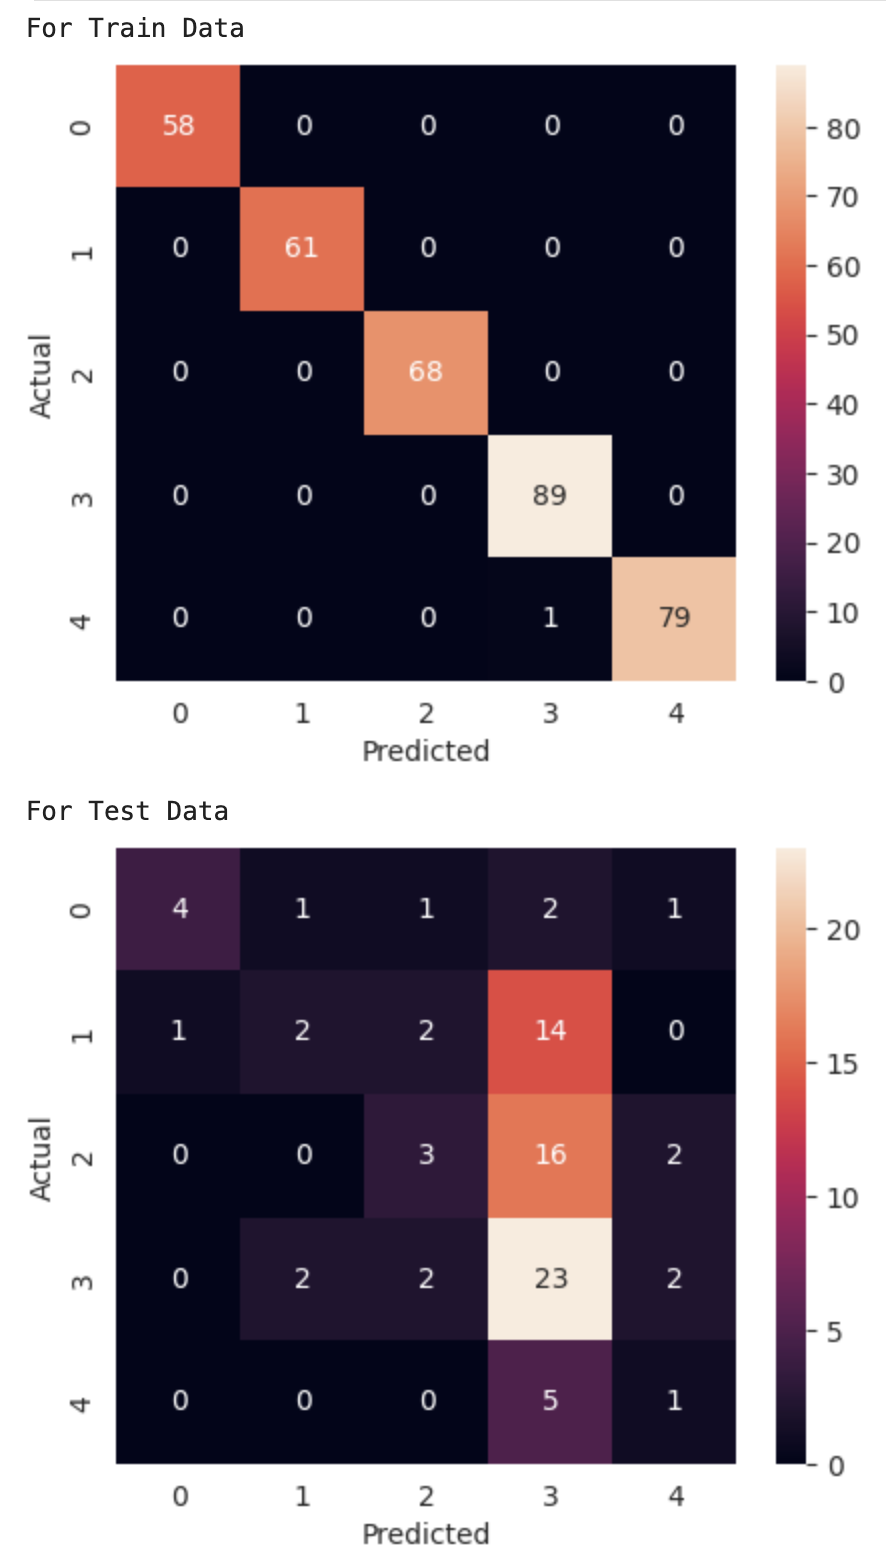 For Train Data
0 58 0 0 0 0
1 0 61 0 0 0
2 0 0 68 0 0
3 0 0 0 89 0
4 0 0 0 1 79
0 1 2 3 4
Actual
Predicted
80
70
60
50
40
30
20
10
0
For Test Data
0 4 1 1 2 1
1 1 2 2 14 0
2 0 0 3 16 2
3 0 2 2 23 2
4 0 0 0 5 1
0 1 2 3 4
Actual
Predicted
20
15
10
5
0